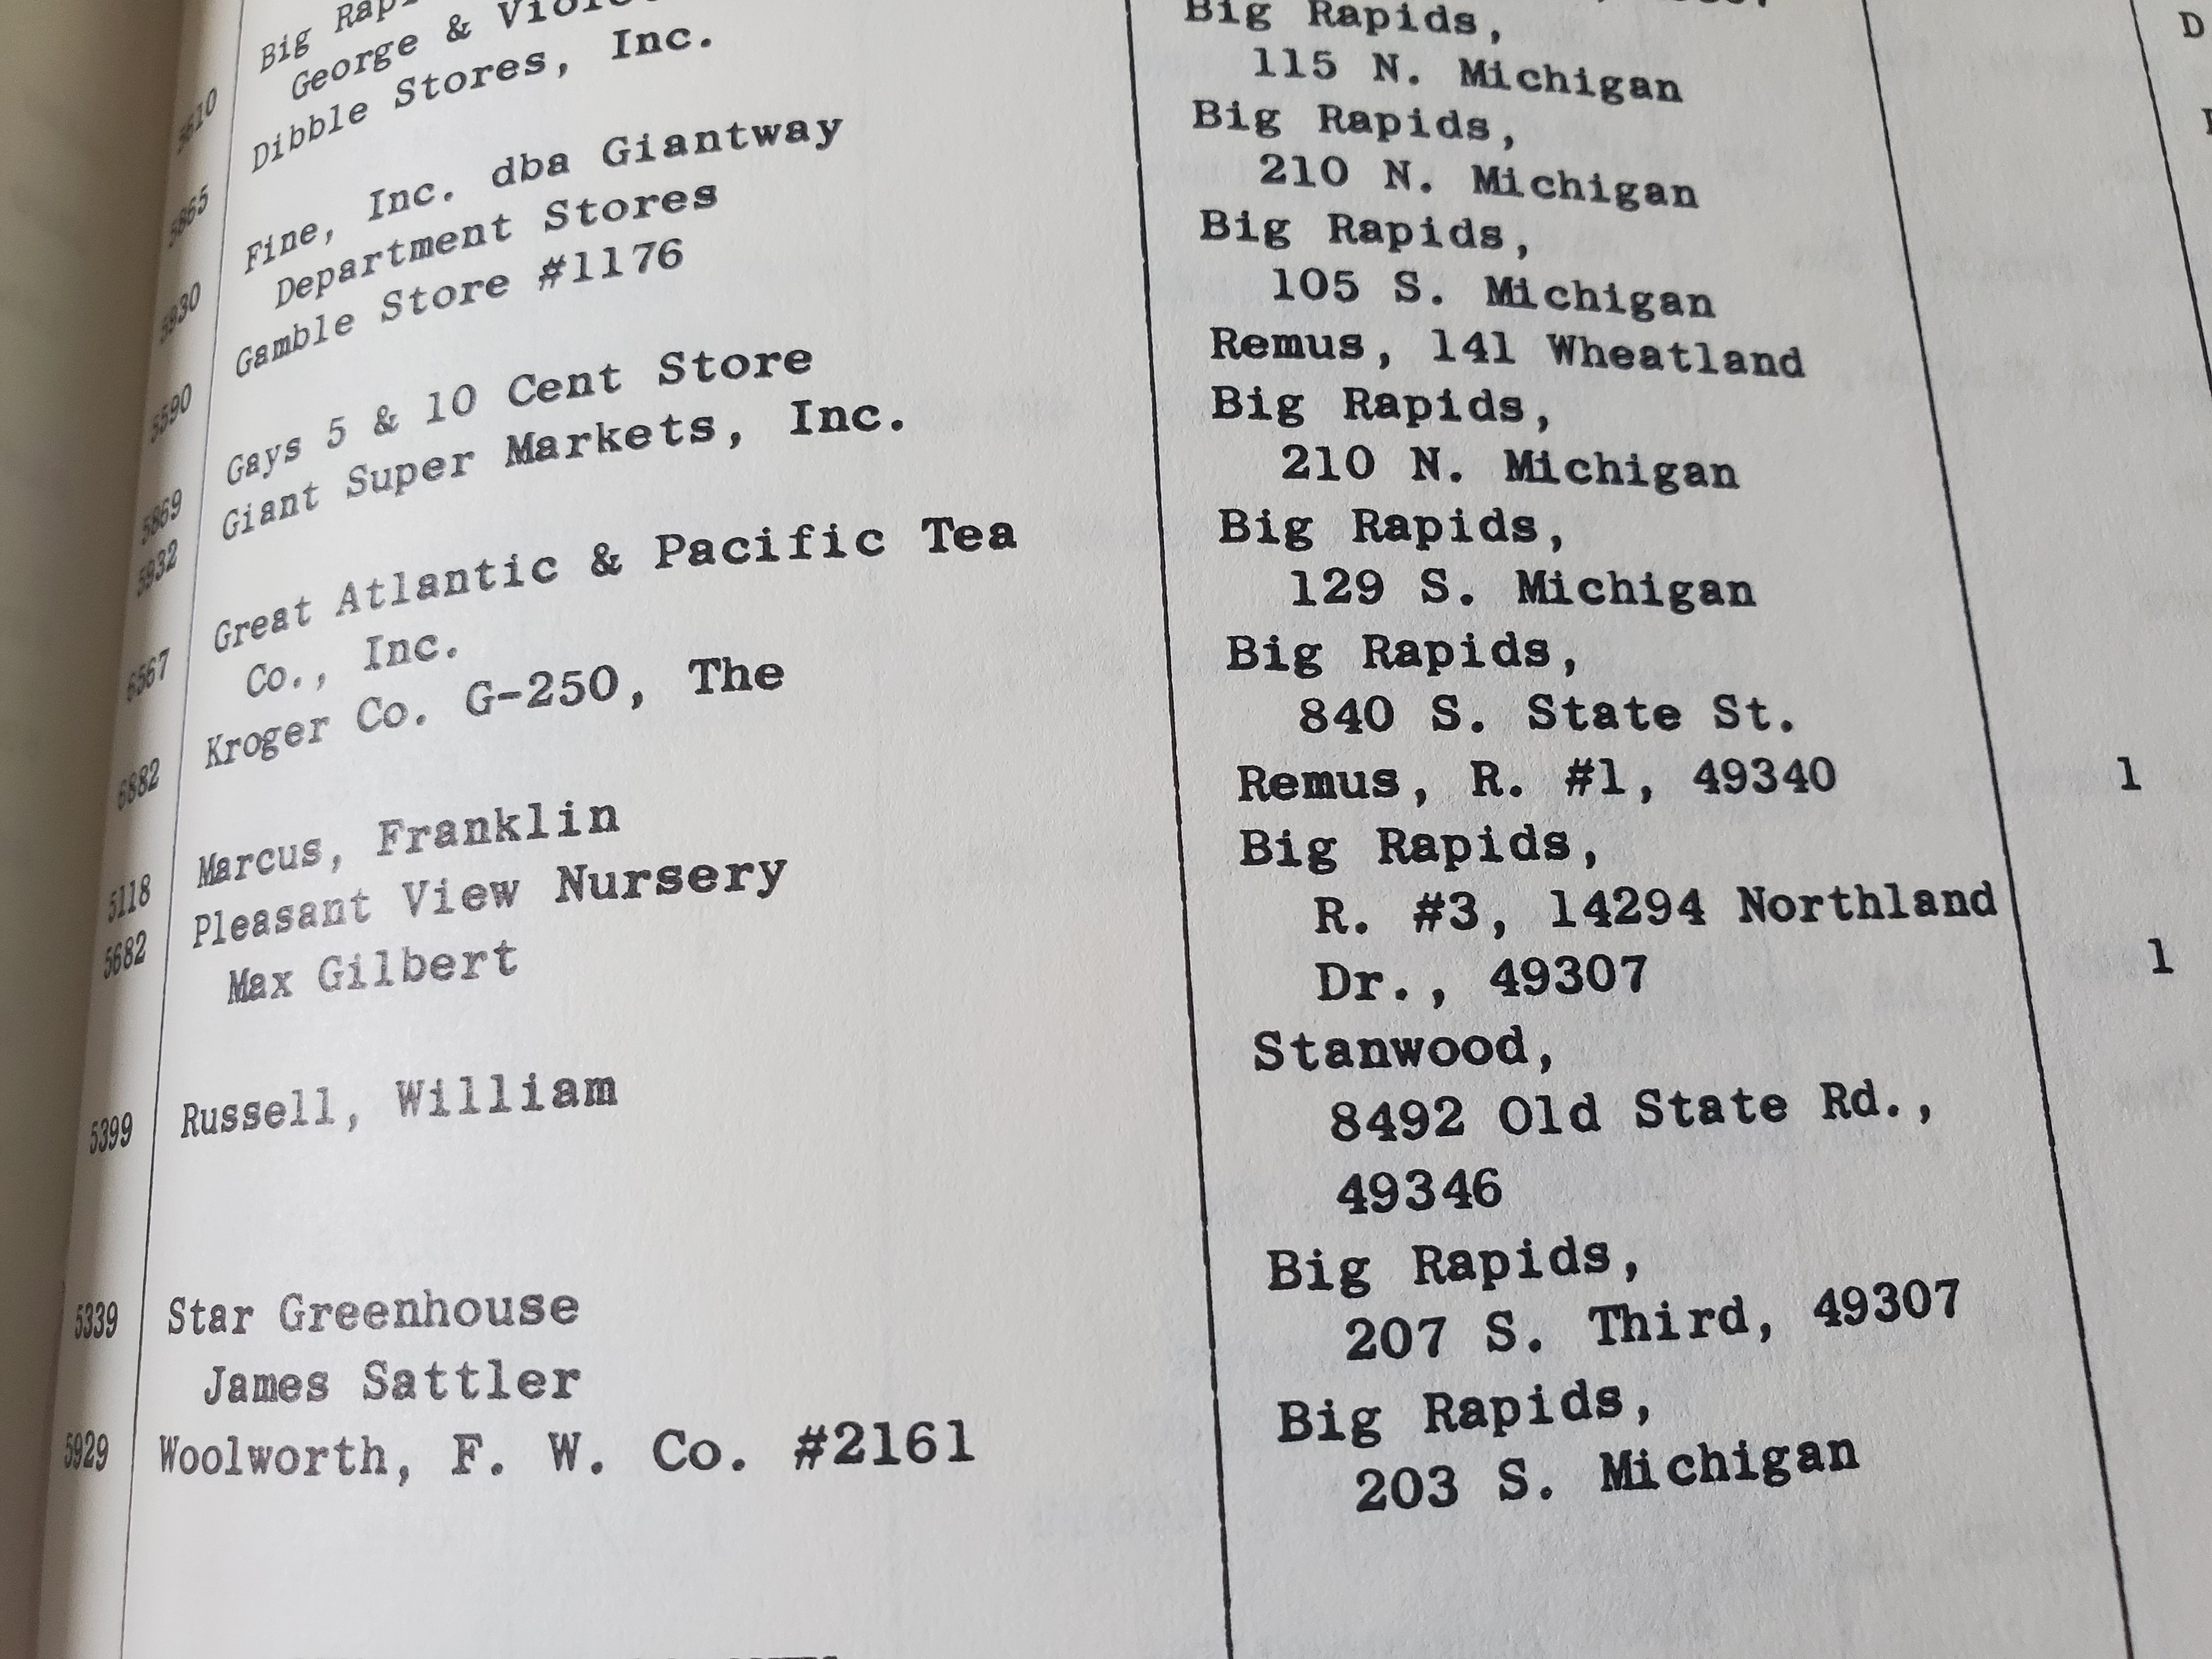 Big
George &
Big Rapids,
5610 Dibble Stores, Inc.
115 N. Michigan
Big Rapids,
5865 Fine, Inc. dba Giantway
210 N. Michigan
Department Stores
Big Rapids,
5930 Gamble Store #1176
105 S. Michigan
Remus, 141 Wheatland
5590 Gays 5 & 10 Cent Store
Big Rapids,
5869 Giant Super Markets, Inc.
210 N. Michigan
5932 Great Atlantic & Pacific Tea
Big Rapids,
Co., Inc.
129 S. Michigan
6567 Kroger Co. G-250, The
Big Rapids,
840 S. State St.
6882 Marcus, Franklin Remus, R. #1, 49340 1
5118 Pleasant View Nursery Big Rapids,
5682 Max Gilbert R. #3, 14294 Northland
Dr., 49307 1
5399 Russell, William Stanwood,
8492 Old State Rd.,
49346
5339 Star Greenhouse Big Rapids,
James Sattler 207 S. Third, 49307
5929 Woolworth, F. W. Co. #2161 Big Rapids,
203 S. Michigan